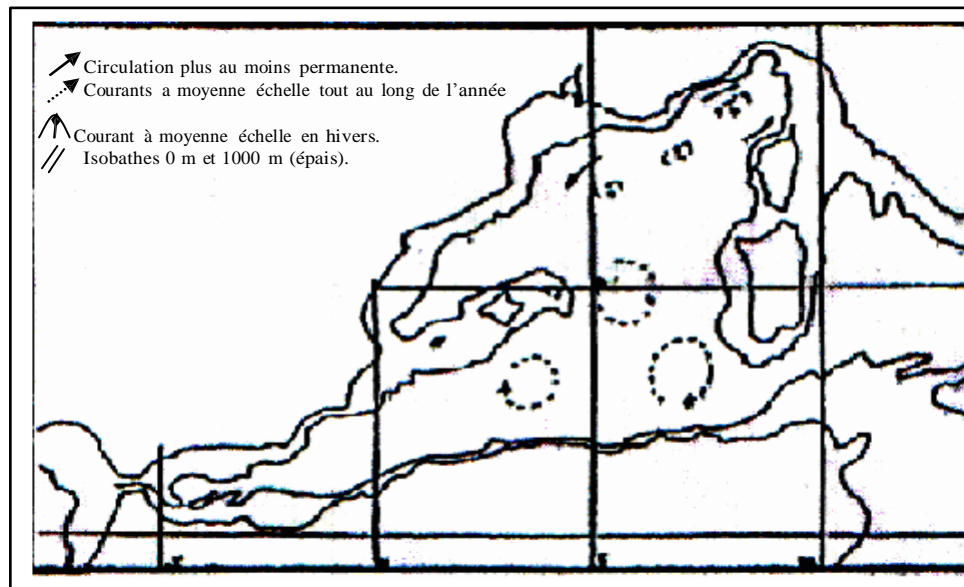 Circulation plus au moins permanente.
Courants a moyenne échelle tout au long de l’année
Courant à moyenne échelle en hivers.
Isobathes 0 m et 1000 m (épais).